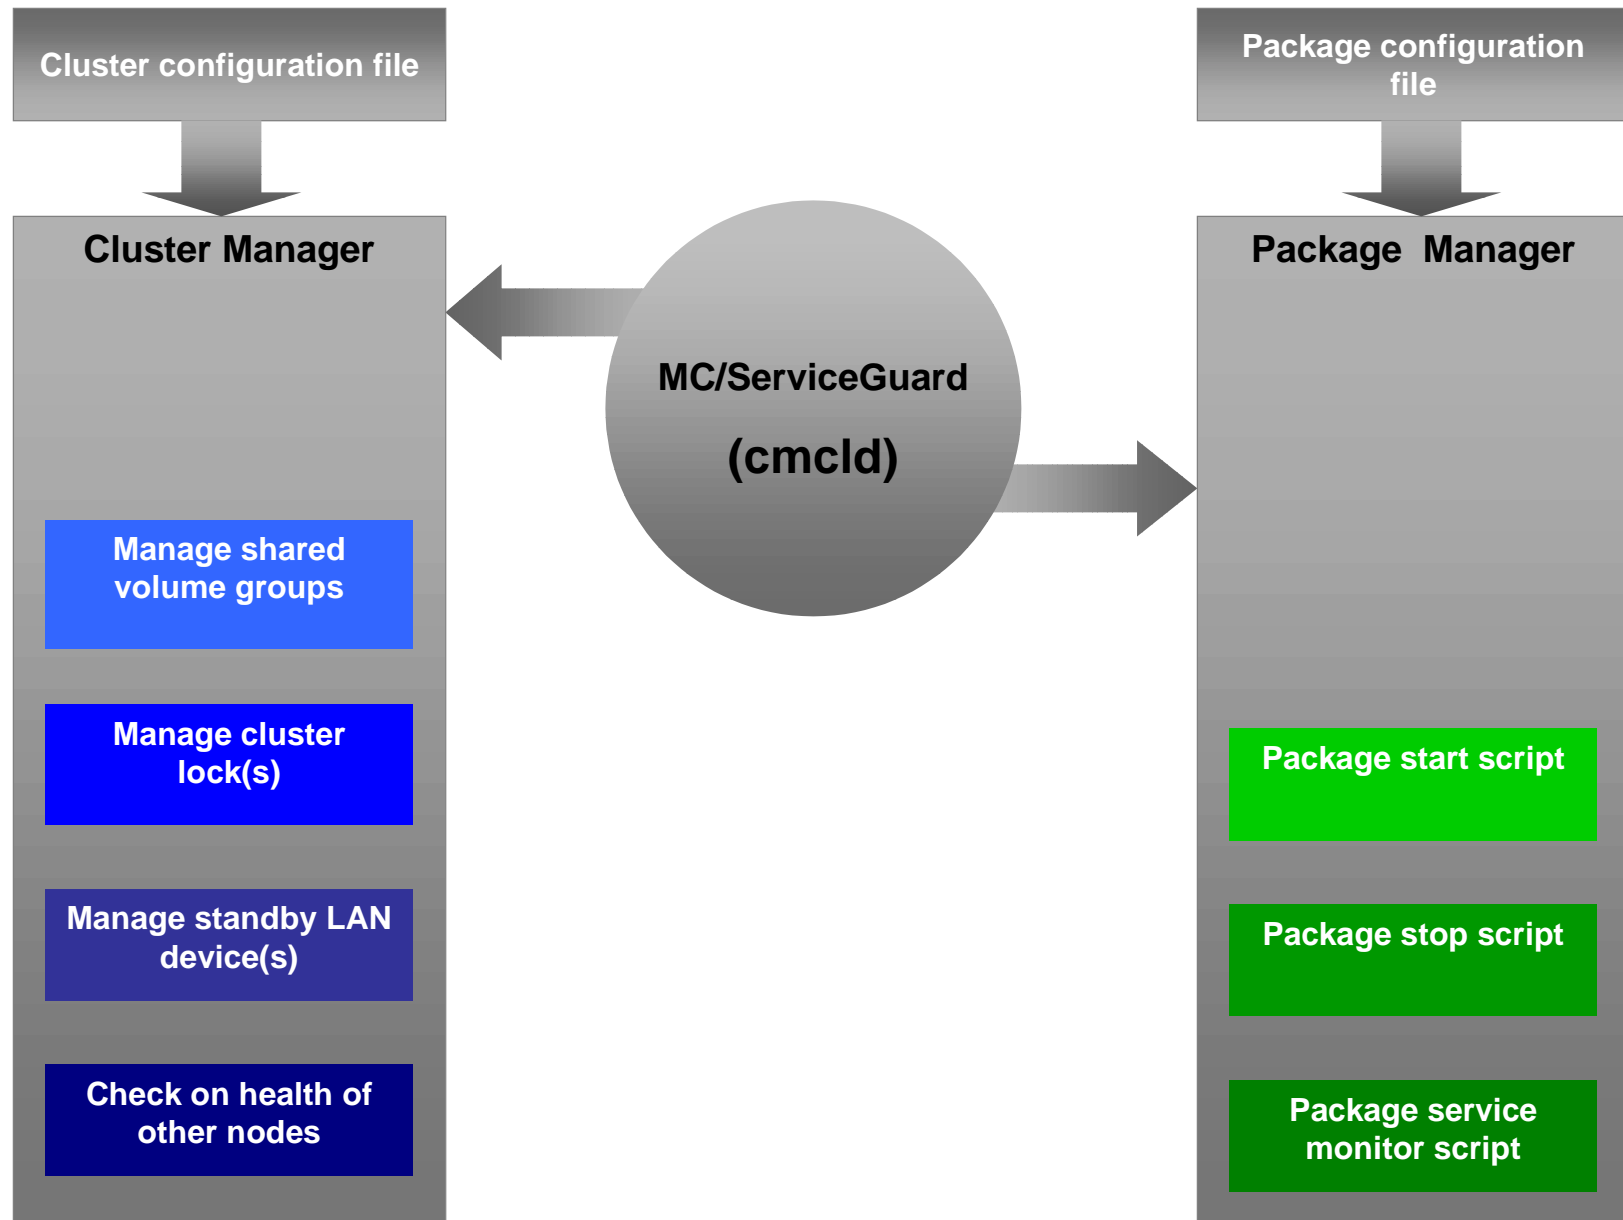 Cluster configuration file
Package configuration
file
Cluster Manager
Package Manager
MC/ServiceGuard
(cmcld)
Manage shared
volume groups
Manage cluster
lock(s)
Manage standby LAN
device(s)
Check on health of
other nodes
Package start script
Package stop script
Package service
monitor script